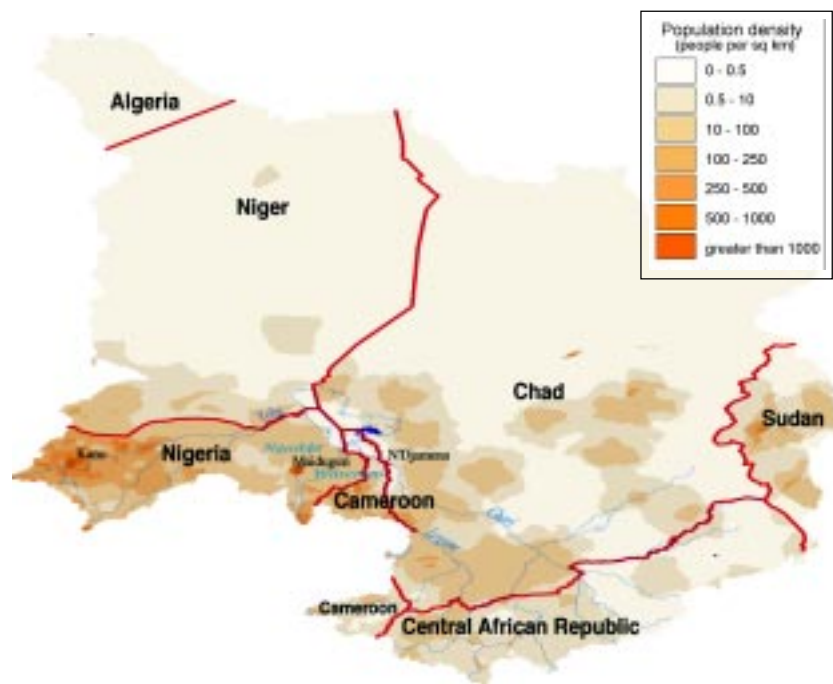 Population density
(people per sq km)
0 - 0.5
0.5 - 10
10 - 100
100 - 250
250 - 500
500 - 1000
greater than 1000
Algeria
Niger
Chad
Sudan
Nigeria
Kano
Maiduguri
N'Djamena
Cameroon
Cameroon
Central African Republic